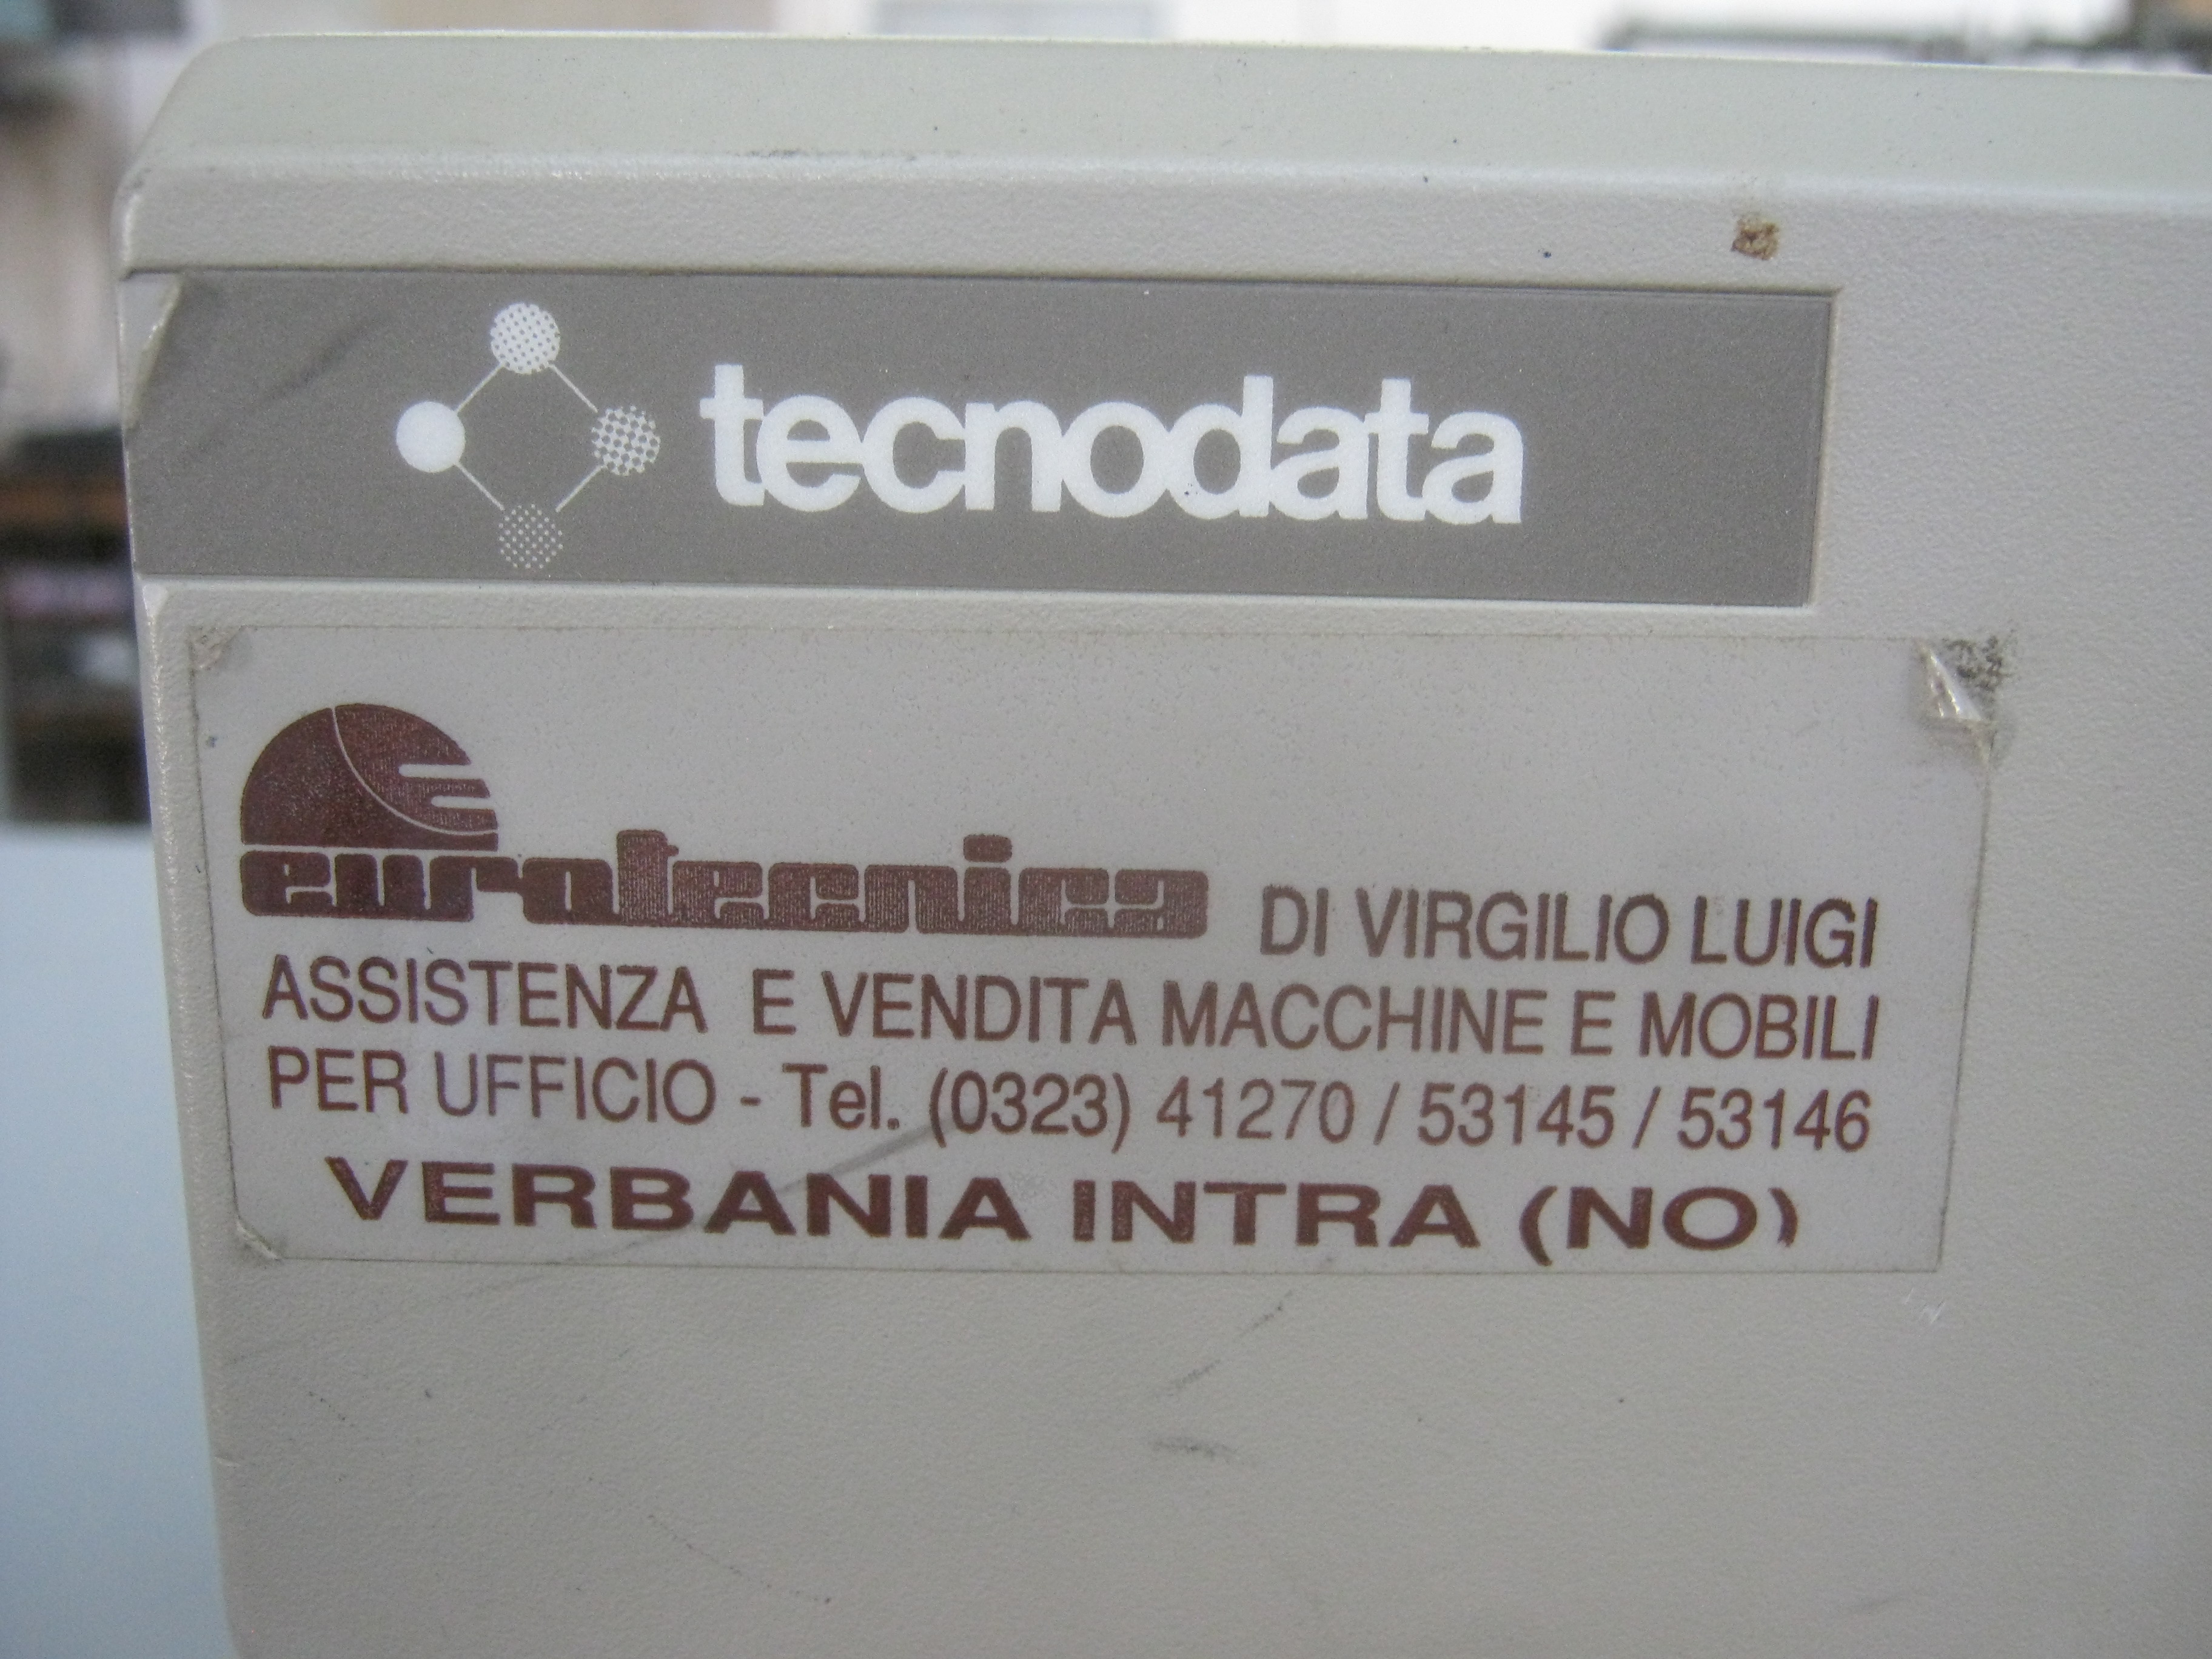 tecnodata
eurotecnica DI VIRGILIO LUIGI
ASSISTENZA E VENDITA MACCHINE E MOBILI
PER UFFICIO - Tel. (0323) 41270 / 53145 / 53146
VERBANIA INTRA (NO)